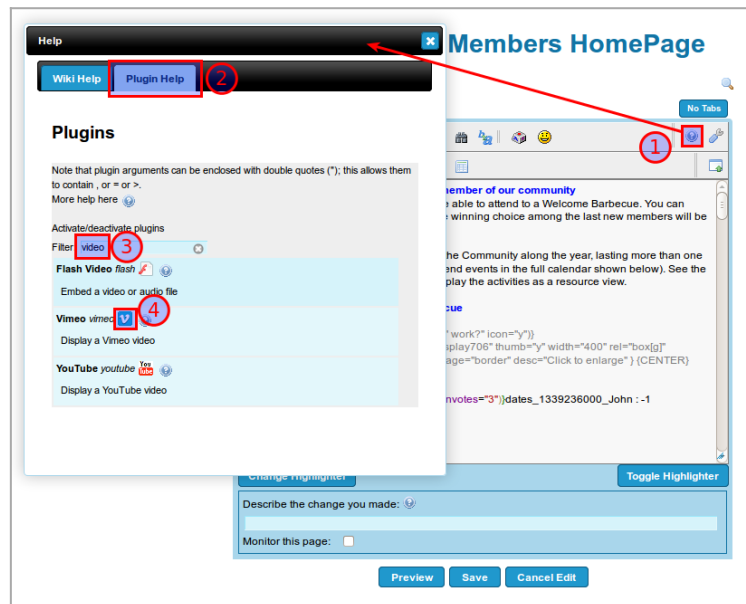 Help
Members HomePage
Wiki Help
Plugin Help
2
No Tabs
1
Plugins
Note that plugin arguments can be enclosed with double quotes ("); this allows them
to contain , or = or >.
More help here
Activate/deactivate plugins
Filter: video
3
Flash Video flash
Embed a video or audio file
4
Vimeo vimeo
Display a Vimeo video
YouTube youtube
You
Tube
Display a YouTube video
ember of our community
able to attend to a Welcome Barbecue. You can
winning choice among the last new members will be
he Community along the year, lasting more than one
end events in the full calendar shown below). See the
play the activities as a resource view.
cue
work?" icon="y")}
splay706" thumb="y" width="400" rel="box[g]"
age="border" desc="Click to enlarge" } {CENTER}
nvotes="3")}dates_1339236000_John : -1
Change Highlighter
Toggle Highlighter
Describe the change you made:
Monitor this page:
Preview
Save
Cancel Edit